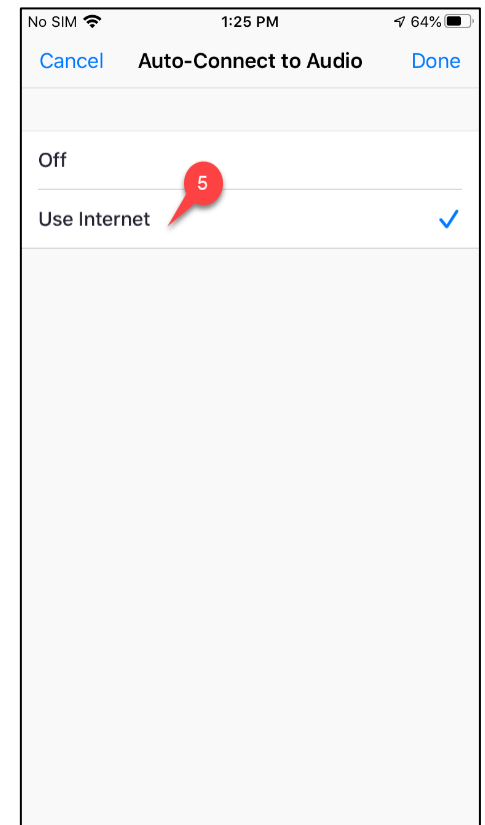 No SIM 1:25 PM 64%
Cancel Auto-Connect to Audio Done
Off
5
Use Internet